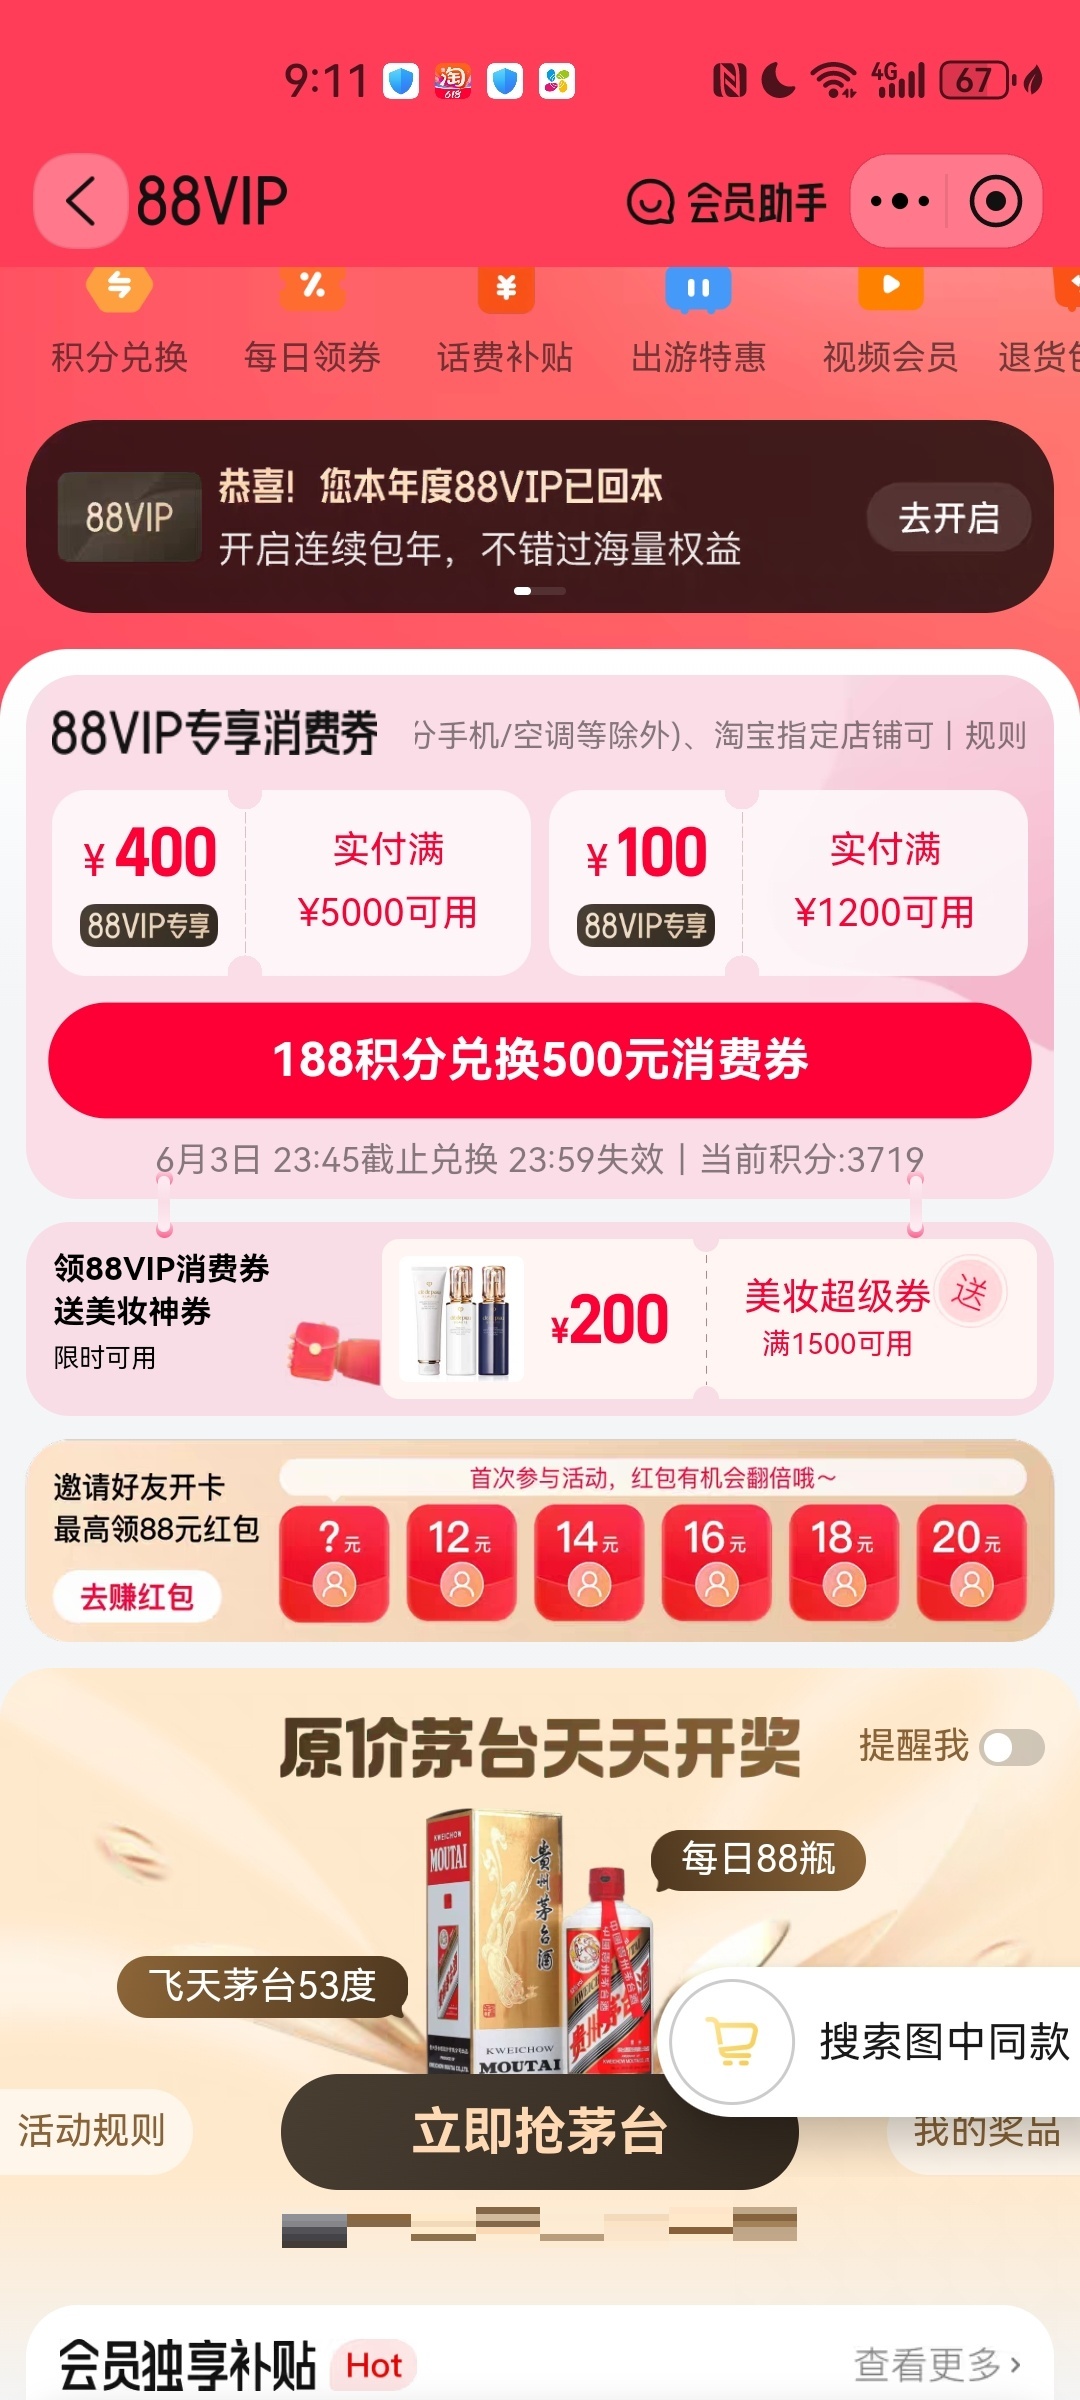 9:11
4G
67
88VIP
会员助手
积分兑换
每日领券
话费补贴
出游特惠
视频会员
退货包
88VIP
恭喜！您本年度88VIP已回本
开启连续包年，不错过海量权益
去开启
88VIP专享消费券
分手机/空调等除外)、淘宝指定店铺可 | 规则
¥400
88VIP专享
实付满
¥5000可用
¥100
88VIP专享
实付满
¥1200可用
188积分兑换500元消费券
6月3日 23:45截止兑换 23:59失效 | 当前积分:3719
领88VIP消费券
送美妆神券
限时可用
¥200
美妆超级券
满1500可用
送
邀请好友开卡
最高领88元红包
去赚红包
首次参与活动，红包有机会翻倍哦～
?元
12元
14元
16元
18元
20元
原价茅台天天开奖
提醒我
每日88瓶
飞天茅台53度
KWEICHOW
MOUTAI
貴州茅台酒
KWEICHOW
MOUTAI
搜索图中同款
活动规则
立即抢茅台
我的奖品
会员独享补贴
Hot
查看更多 ›